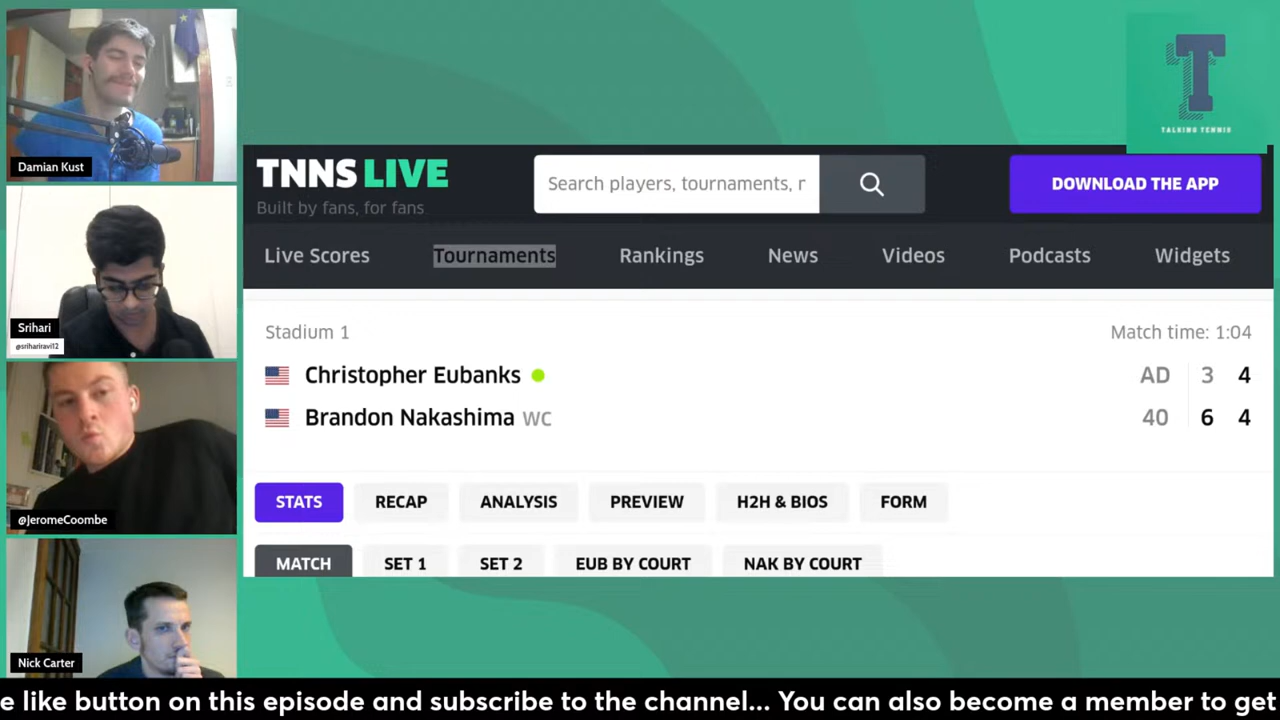 Damian Kust
Srihari
@srihariravi12
@JeromeCoombe
Nick Carter
T
TALKING TENNIS
TNNS LIVE
Built by fans, for fans
Search players, tournaments, r
DOWNLOAD THE APP
Live Scores Tournaments Rankings News Videos Podcasts Widgets
Stadium 1 Match time: 1:04
Christopher Eubanks AD 3 4
Brandon Nakashima WC 40 6 4
STATS RECAP ANALYSIS PREVIEW H2H & BIOS FORM
MATCH SET 1 SET 2 EUB BY COURT NAK BY COURT
e like button on this episode and subscribe to the channel... You can also become a member to get